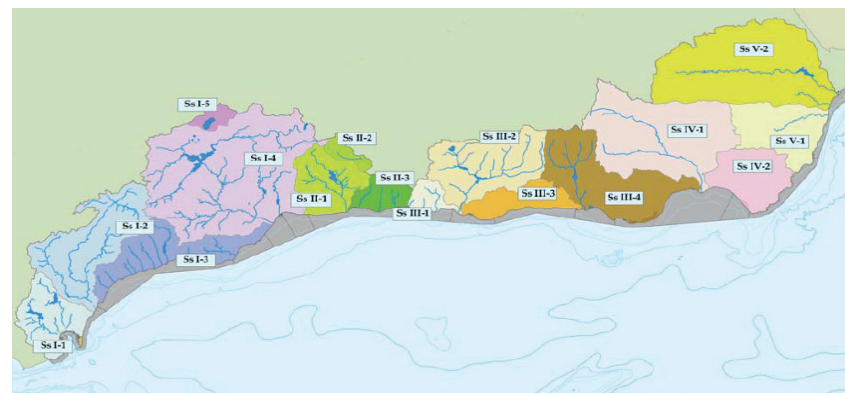 Ss V-2
Ss I-5
Ss II-2
Ss III-2
Ss IV-1
Ss V-1
Ss I-4
Ss IV-2
Ss II-3
Ss II-1
Ss III-3
Ss III-4
Ss III-1
Ss I-2
Ss I-3
Ss I-1